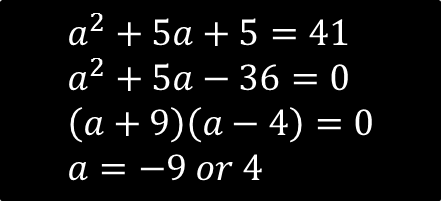 a² + 5a + 5 = 41
a² + 5a − 36 = 0
(a + 9)(a − 4) = 0
a = −9 or 4